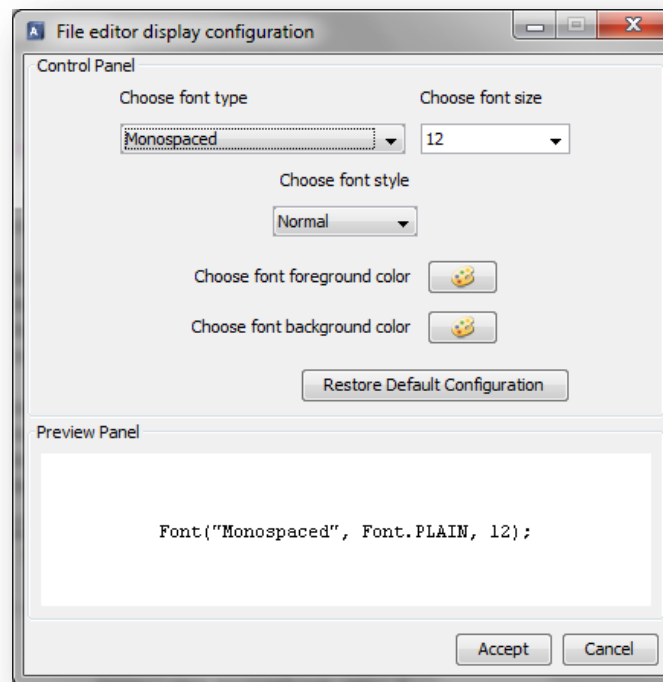 File editor display configuration
Control Panel
Choose font type Choose font size
Monospaced 12
Choose font style
Normal
Choose font foreground color
Choose font background color
Restore Default Configuration
Preview Panel
Font("Monospaced", Font.PLAIN, 12);
Accept Cancel